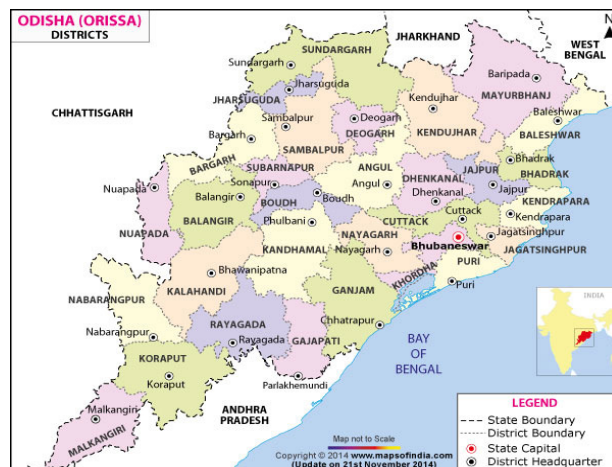 ODISHA (ORISSA)
DISTRICTS
JHARKHAND
N
WEST
BENGAL
SUNDARGARH
Sundargarh
Baripada
MAYURBHANJ
Jharsuguda
JHARSUGUDA
CHHATTISGARH
Kendujhar
Sambalpur
Deogarh
DEOGARH
KENDUJHAR
Baleshwar
BALESHWAR
Bargarh
SAMBALPUR
BARGARH
SUBARNAPUR
ANGUL
Angul
DHENKANAL
Dhenkanal
JAJPUR
Jajpur
Bhadrak
BHADRAK
Nuapada
Sonapur
Balangir
BALANGIR
BOUDH
Boudh
KENDRAPARA
Kendrapara
CUTTACK
Cuttack
NUAPADA
Phulbani
KANDHAMAL
NAYAGARH
Nayagarh
Bhubaneswar
Jagatsinghpur
JAGATSINGHPUR
PURI
Puri
KHORDHA
Bhawanipatna
KALAHANDI
GANJAM
NABARANGPUR
Nabarangpur
RAYAGADA
Rayagada
GAJAPATI
Chhatrapur
KORAPUT
Koraput
Parlakhemundi
BAY
OF
BENGAL
INDIA
Malkangiri
MALKANGIRI
ANDHRA
PRADESH
LEGEND
State Boundary
District Boundary
State Capital
District Headquarter
Map not to Scale
Copyright © 2014 www.mapsofindia.com
(Update on 21st November 2014)